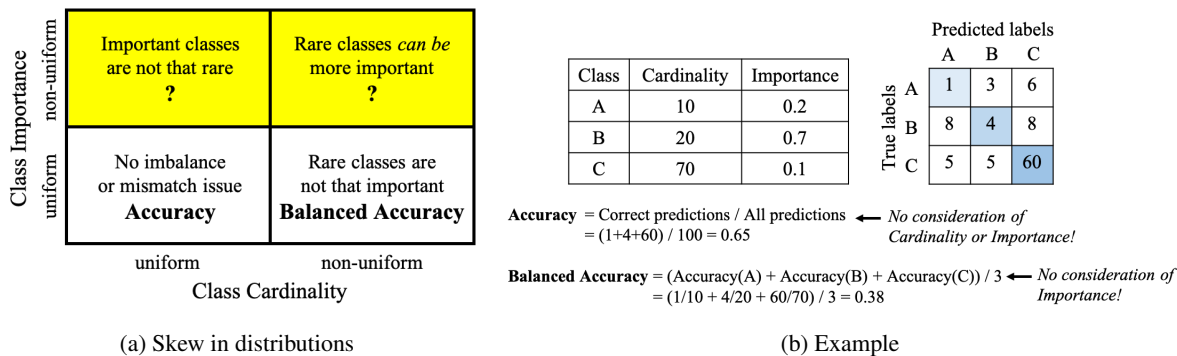 Class Importance
non-uniform
uniform
Important classes
are not that rare
?
Rare classes can be
more important
?
No imbalance
or mismatch issue
Accuracy
Rare classes are
not that important
Balanced Accuracy
uniform
non-uniform
Class Cardinality
(a) Skew in distributions
Class Cardinality Importance
A 10 0.2
B 20 0.7
C 70 0.1
Predicted labels
A B C
True labels
A 1 3 6
B 8 4 8
C 5 5 60
Accuracy = Correct predictions / All predictions
= (1+4+60) / 100 = 0.65
No consideration of
Cardinality or Importance!
Balanced Accuracy = (Accuracy(A) + Accuracy(B) + Accuracy(C)) / 3
= (1/10 + 4/20 + 60/70) / 3 = 0.38
No consideration of
Importance!
(b) Example